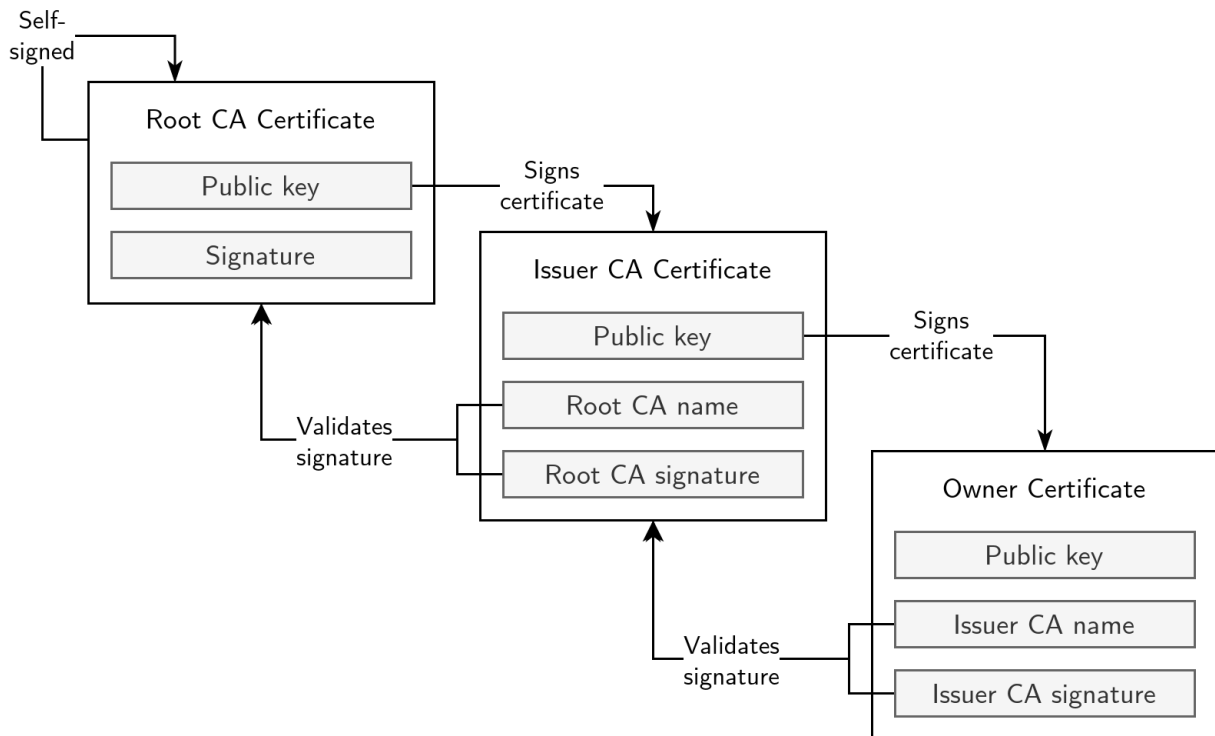 Self-
signed
Root CA Certificate
Public key
Signature
Signs
certificate
Issuer CA Certificate
Public key
Root CA name
Root CA signature
Validates
signature
Signs
certificate
Owner Certificate
Public key
Issuer CA name
Issuer CA signature
Validates
signature